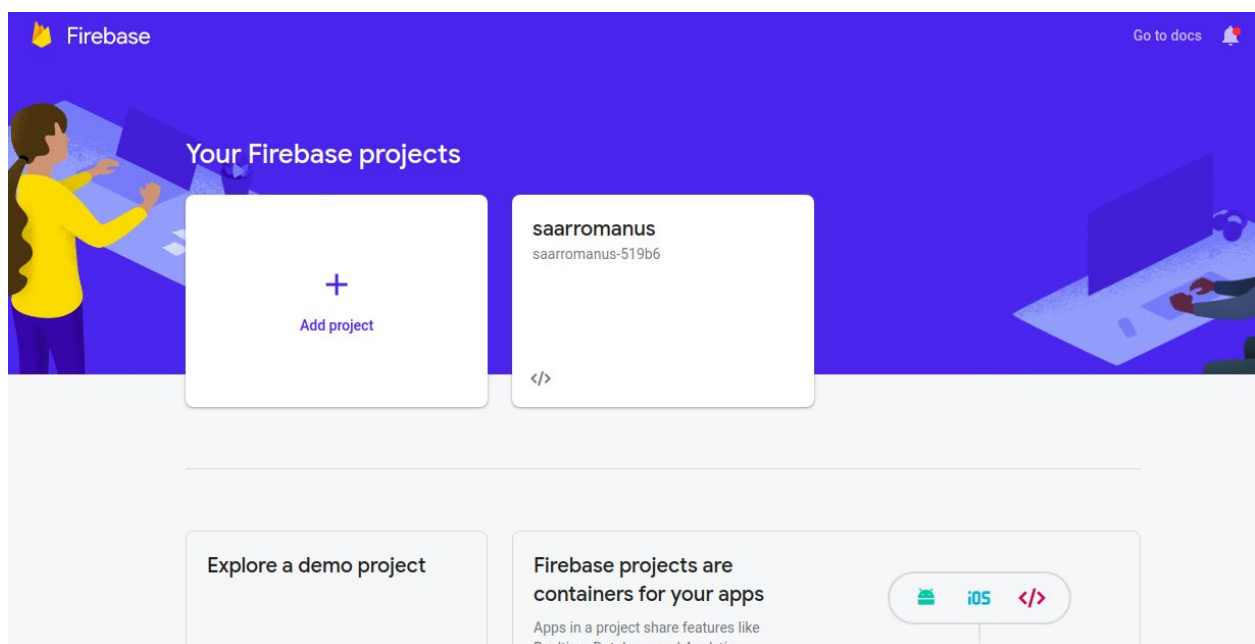 Firebase
Go to docs
Your Firebase projects
saarromanus
saarromanus-519b6
+
Add project
</>
Explore a demo project
Firebase projects are
containers for your apps
iOS </>
Apps in a project share features like